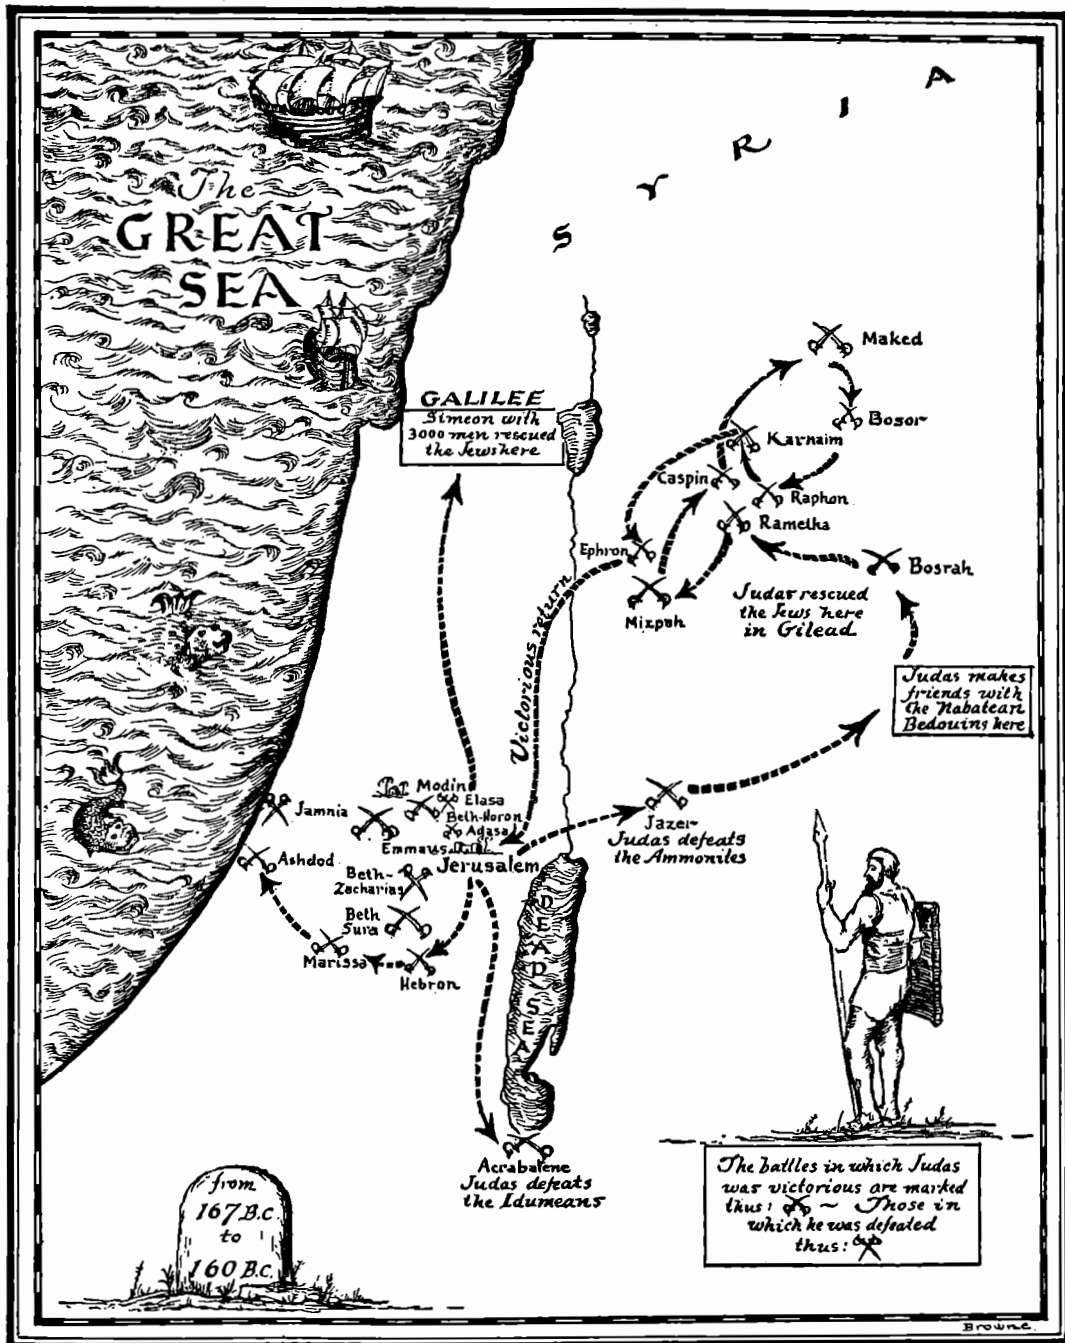 The
GREAT
SEA
S Y R I A
GALILEE
Simeon with
3000 men rescued
the Jews here
Maked
Bosor
Karnaim
Caspin
Raphon
Ramelha
Ephron
Bosrah
Mizpah
Judas rescued
the Jews here
in Gilead
Victorious return
Judas makes
friends with
the Nabatean
Bedouins here
Modin
Elasa
Beth-Horon
Adasa
Emmaus
Jerusalem
Jamnia
Ashdod
Beth-
Zacharias
Beth
Sura
Marissa
Hebron
Jazer
Judas defeats
the Ammonites
DEAD SEA
Acrabatene
Judas defeats
the Idumeans
from
167 B.C.
to
160 B.C.
The battles in which Judas
was victorious are marked
thus: ~ Those in
which he was defeated
thus:
Browne.